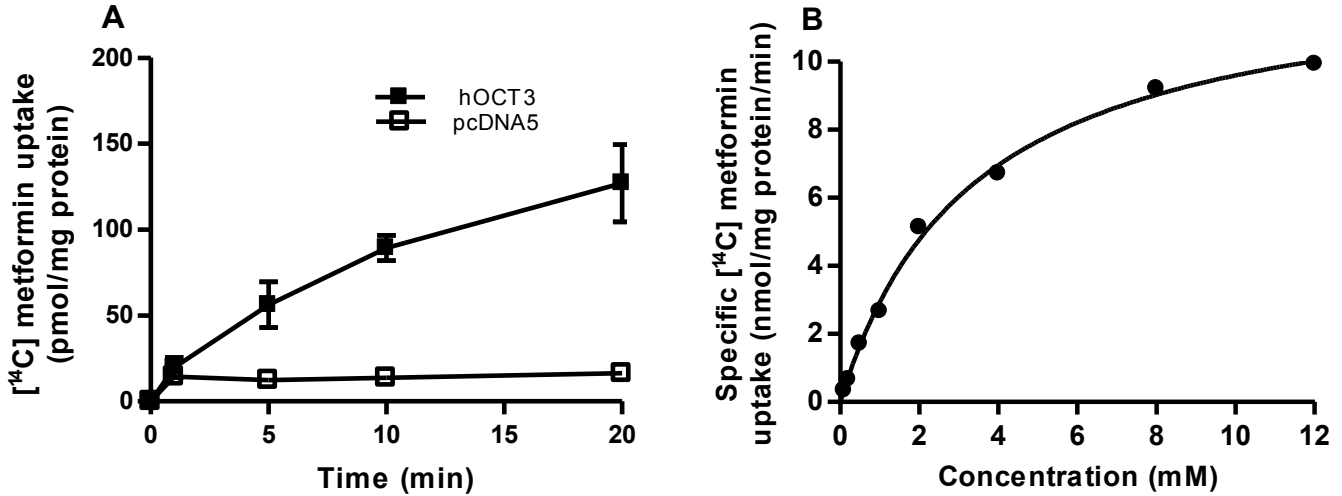 A
[¹⁴C] metformin uptake
(pmol/mg protein)
200
150
100
50
0
hOCT3
pcDNA5
0 5 10 15 20
Time (min)
B
Specific [¹⁴C] metformin
uptake (nmol/mg protein/min)
10
8
6
4
2
0
0 2 4 6 8 10 12
Concentration (mM)